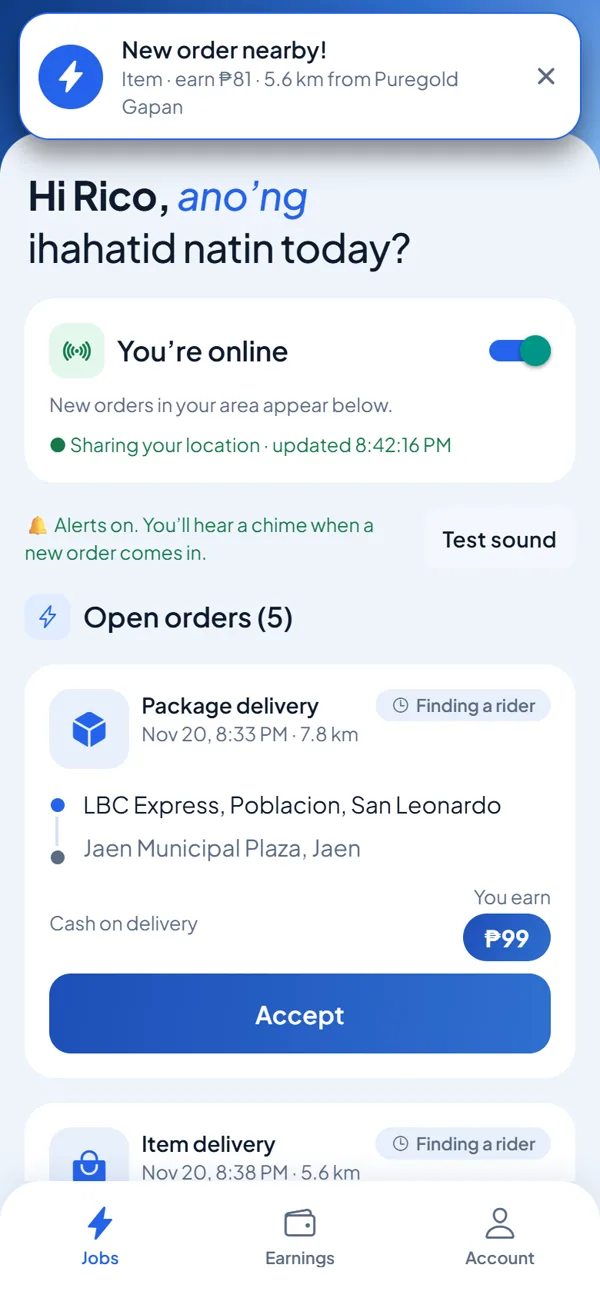 New order nearby!
Item · earn ₱81 · 5.6 km from Puregold
Gapan
Hi Rico, ano’ng
ihahatid natin today?
You’re online
New orders in your area appear below.
Sharing your location · updated 8:42:16 PM
Alerts on. You’ll hear a chime when a
new order comes in.
Test sound
Open orders (5)
Package delivery
Finding a rider
Nov 20, 8:33 PM · 7.8 km
LBC Express, Poblacion, San Leonardo
Jaen Municipal Plaza, Jaen
You earn
Cash on delivery
₱99
Accept
Item delivery
Finding a rider
Nov 20, 8:38 PM · 5.6 km
Jobs
Earnings
Account